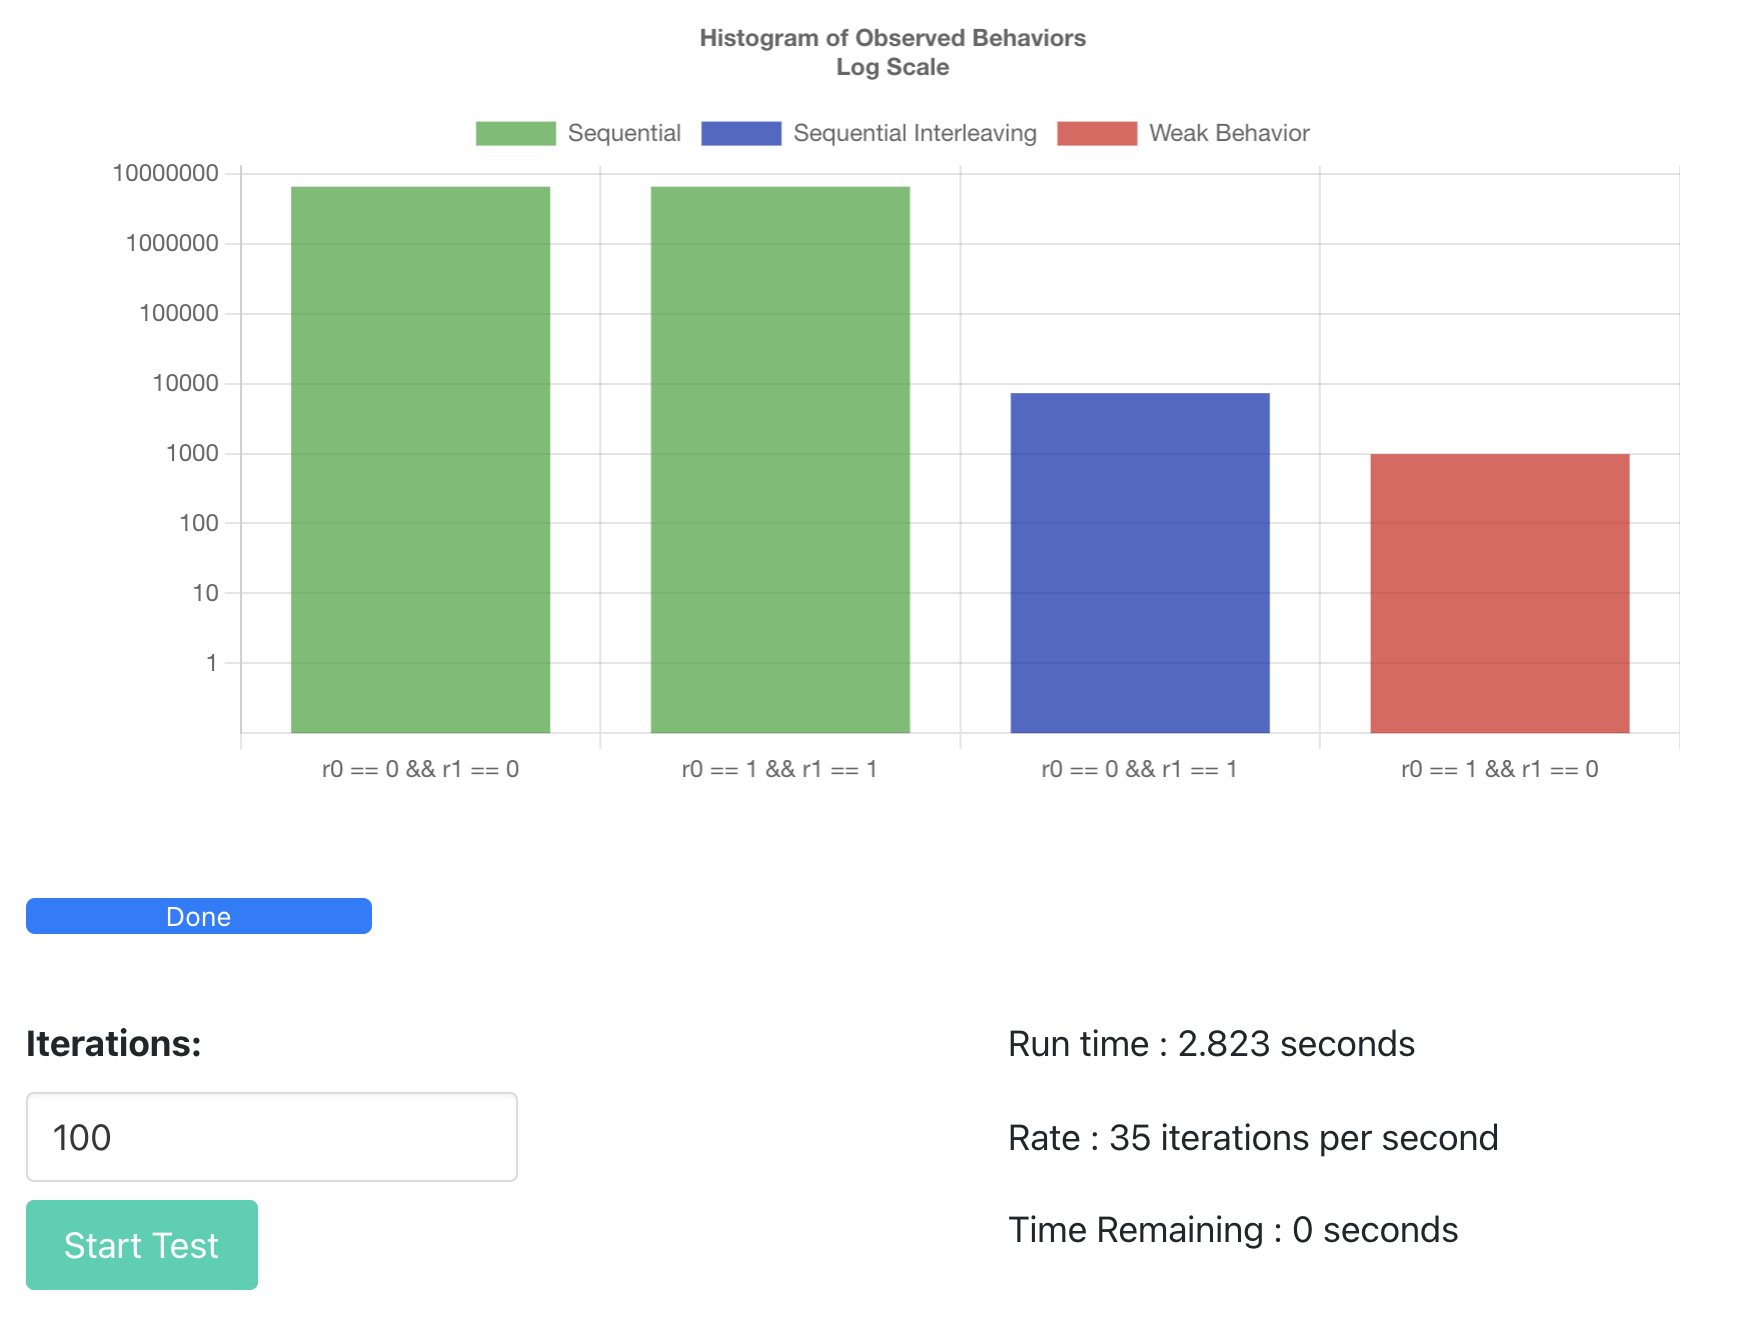 Histogram of Observed Behaviors
Log Scale
Sequential
Sequential Interleaving
Weak Behavior
10000000
1000000
100000
10000
1000
100
10
1
r0 == 0 && r1 == 0
r0 == 1 && r1 == 1
r0 == 0 && r1 == 1
r0 == 1 && r1 == 0
Done
Iterations:
100
Start Test
Run time : 2.823 seconds
Rate : 35 iterations per second
Time Remaining : 0 seconds